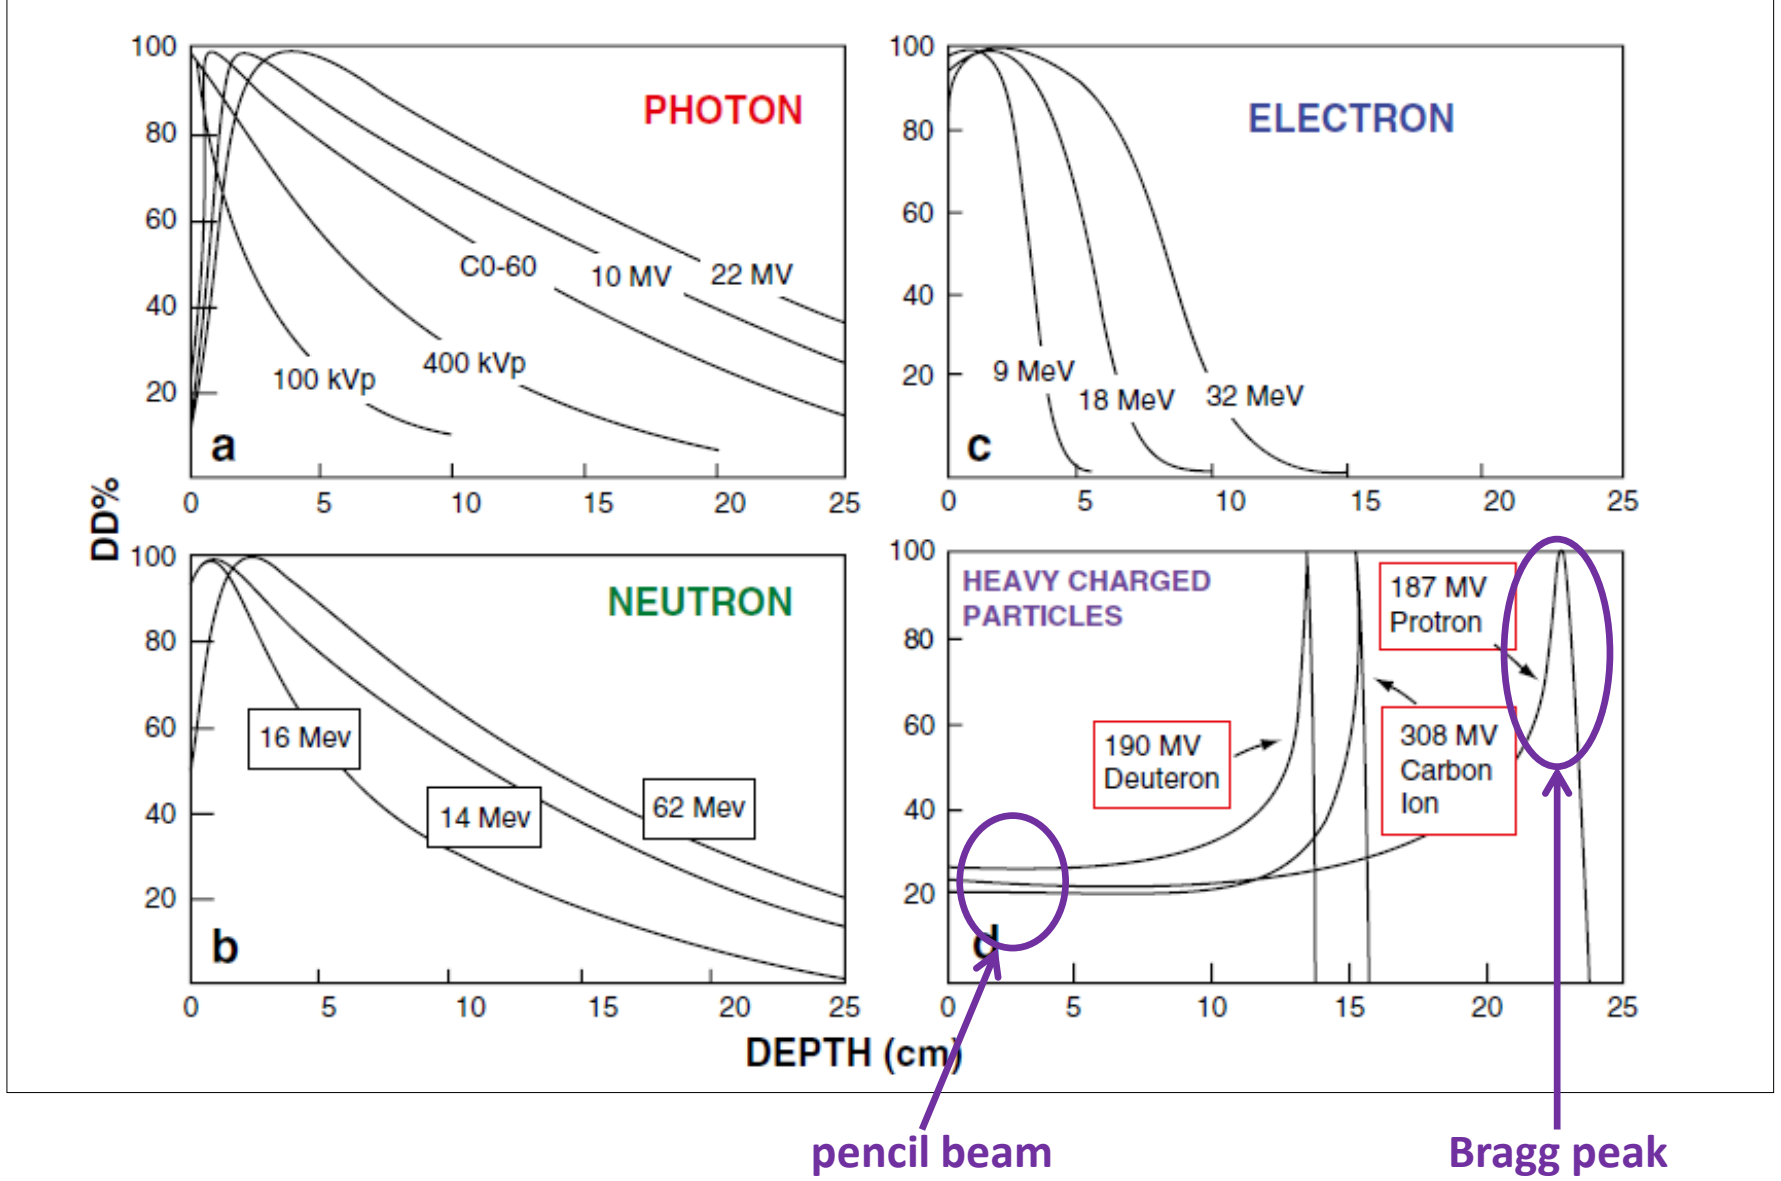 DD%
100
80
60
40
20
PHOTON
C0-60
10 MV
22 MV
100 kVp
400 kVp
a
0 5 10 15 20 25
100
80
60
40
20
ELECTRON
9 MeV
18 MeV
32 MeV
c
0 5 10 15 20 25
100
80
60
40
20
NEUTRON
16 Mev
14 Mev
62 Mev
b
0 5 10 15 20 25
100
80
60
40
20
HEAVY CHARGED
PARTICLES
187 MV
Protron
190 MV
Deuteron
308 MV
Carbon
Ion
d
0 5 10 15 20 25
DEPTH (cm)
pencil beam
Bragg peak